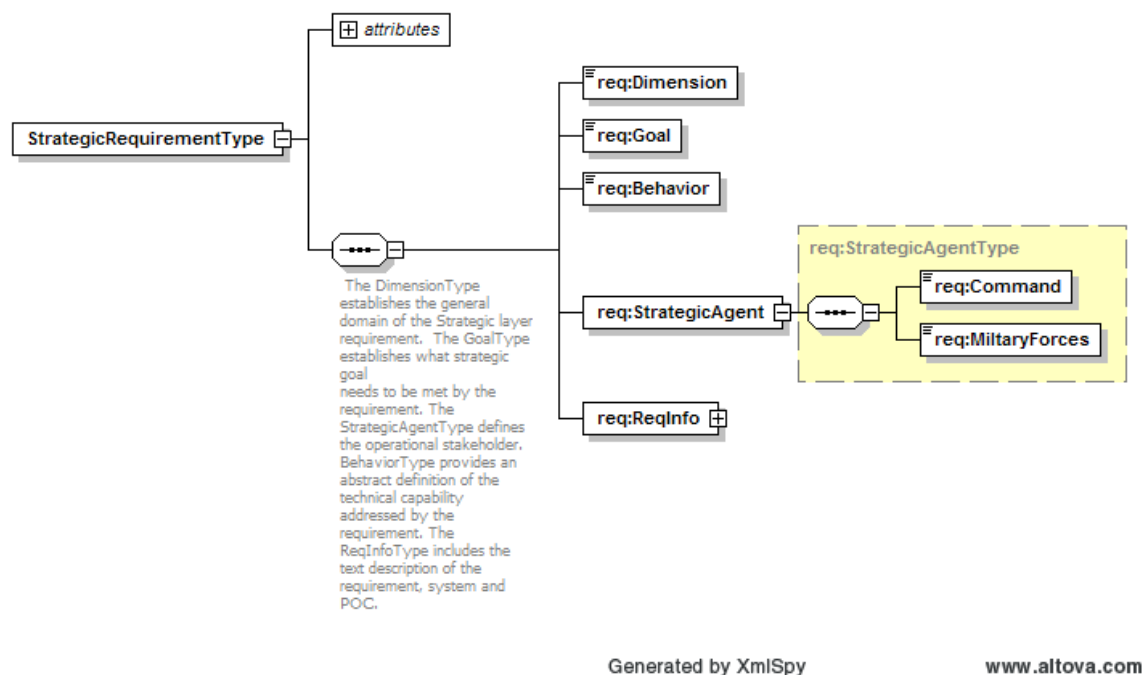 attributes
StrategicRequirementType
The DimensionType
establishes the general
domain of the Strategic layer
requirement.  The GoalType
establishes what strategic
goal
needs to be met by the
requirement. The
StrategicAgentType defines
the operational stakeholder.
BehaviorType provides an
abstract definition of the
technical capability
addressed by the
requirement. The
ReqInfoType includes the
text description of the
requirement, system and
POC.
req:Dimension
req:Goal
req:Behavior
req:StrategicAgent
req:StrategicAgentType
req:Command
req:MiltaryForces
req:ReqInfo
Generated by XmlSpy
www.altova.com